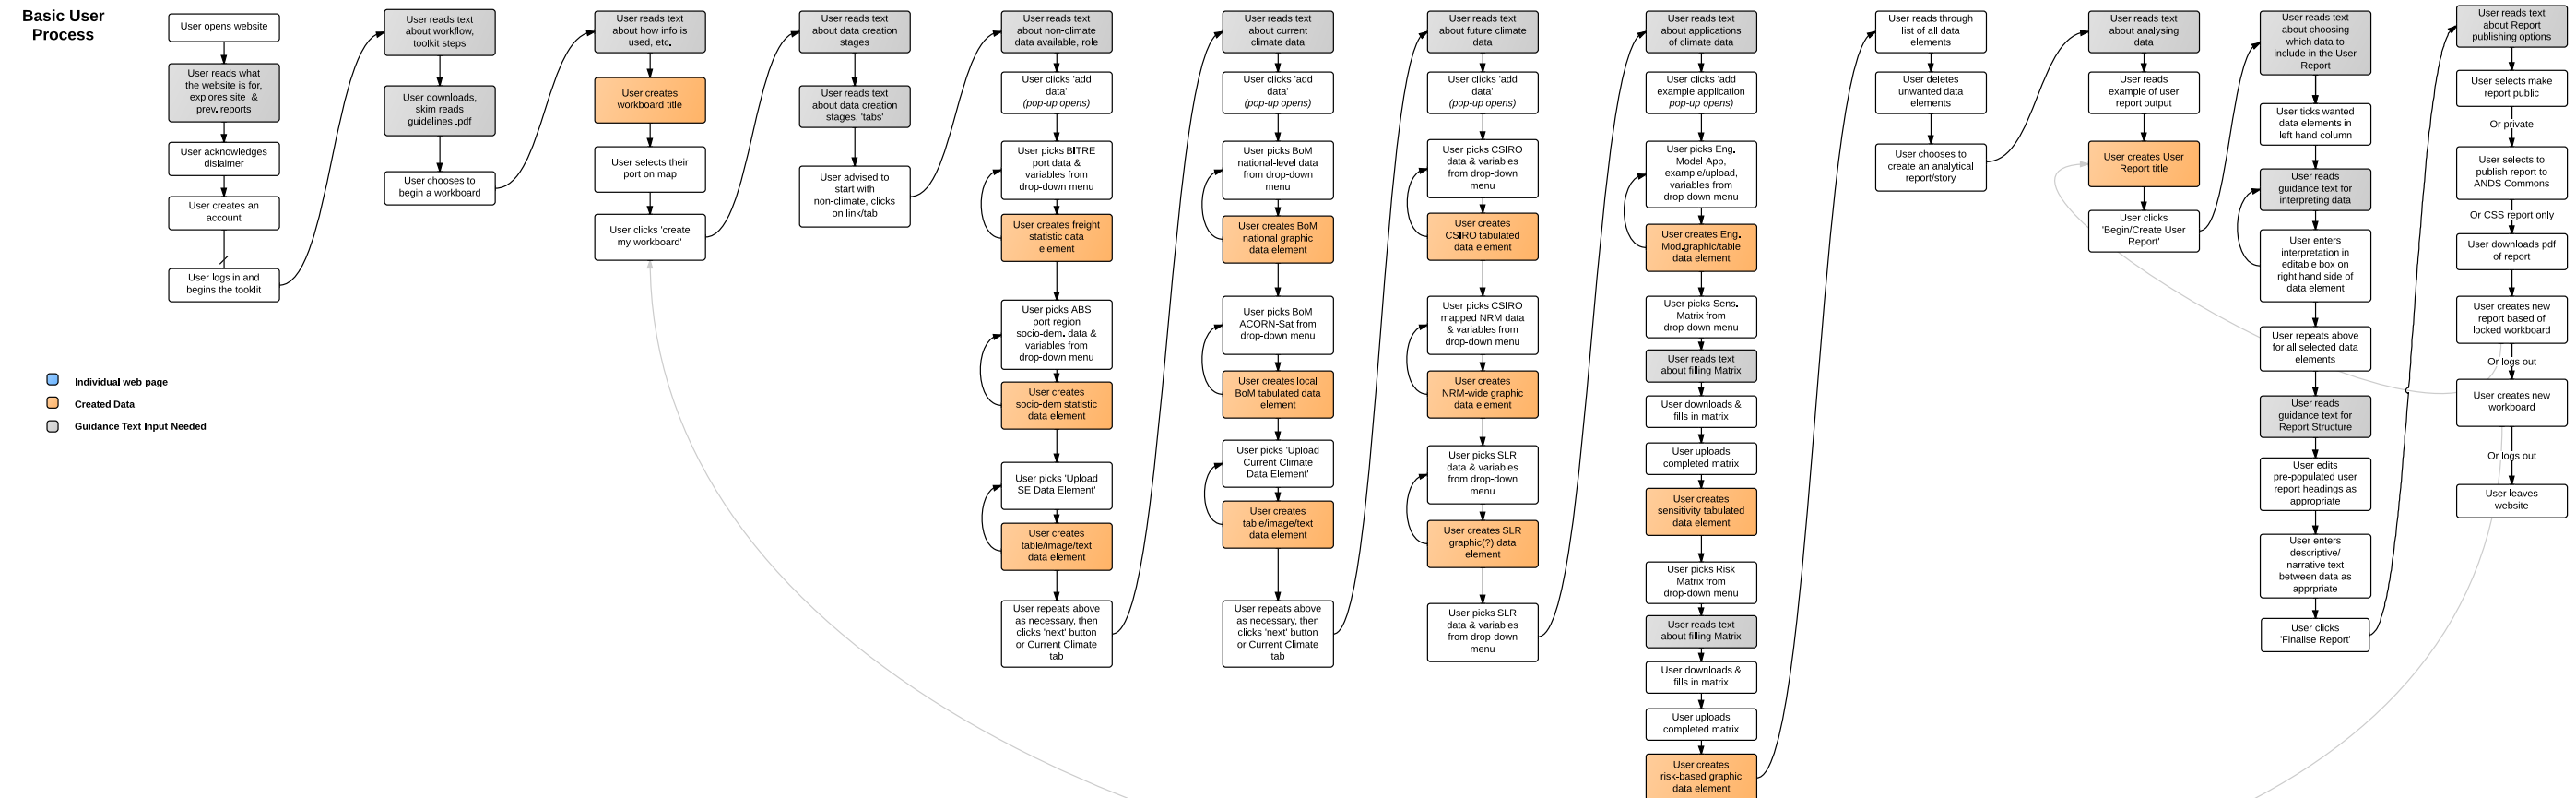 Basic User
Process
User opens website
User reads what
the website is for,
explores site &
prev. reports
User acknowledges
dislaimer
User creates an
account
User logs in and
begins the tooklit
Individual web page
Created Data
Guidance Text Input Needed
User reads text
about workflow,
toolkit steps
User downloads,
skim reads
guidelines .pdf
User chooses to
begin a workboard
User reads text
about how info is
used, etc.
User creates
workboard title
User selects their
port on map
User clicks 'create
my workboard'
User reads text
about data creation
stages
User reads text
about data creation
stages, 'tabs'
User advised to
start with
non-climate, clicks
on link/tab
User reads text
about non-climate
data available, role
User clicks 'add
data'
(pop-up opens)
User picks BITRE
port data &
variables from
drop-down menu
User creates freight
statistic data
element
User picks ABS
port region
socio-dem. data &
variables from
drop-down menu
User creates
socio-dem statistic
data element
User picks 'Upload
SE Data Element'
User creates
table/image/text
data element
User repeats above
as necessary, then
clicks 'next' button
or Current Climate
tab
User reads text
about current
climate data
User clicks 'add
data'
(pop-up opens)
User picks BoM
national-level data
from drop-down
menu
User creates BoM
national graphic
data element
User picks BoM
ACORN-Sat from
drop-down menu
User creates local
BoM tabulated data
element
User picks 'Upload
Current Climate
Data Element'
User creates
table/image/text
data element
User repeats above
as necessary, then
clicks 'next' button
or Current Climate
tab
User reads text
about future climate
data
User clicks 'add
data'
(pop-up opens)
User picks CSIRO
data & variables
from drop-down
menu
User creates
CSIRO tabulated
data element
User picks CSIRO
mapped NRM data
& variables from
drop-down menu
User creates
NRM-wide graphic
data element
User picks SLR
data & variables
from drop-down
menu
User creates SLR
graphic(?) data
element
User picks SLR
data & variables
from drop-down
menu
User reads text
about applications
of climate data
User clicks 'add
example application
pop-up opens)
User picks Eng.
Model App,
example/upload,
variables from
drop-down menu
User creates Eng.
Mod.graphic/table
data element
User picks Sens.
Matrix from
drop-down menu
User reads text
about filling Matrix
User downloads &
fills in matrix
User uploads
completed matrix
User creates
sensitivity tabulated
data element
User picks Risk
Matrix from
drop-down menu
User reads text
about filling Matrix
User downloads &
fills in matrix
User uploads
completed matrix
User creates
risk-based graphic
data element
User reads through
list of all data
elements
User deletes
unwanted data
elements
User chooses to
create an analytical
report/story
User reads text
about analysing
data
User reads
example of user
report output
User creates User
Report title
User clicks
'Begin/Create User
Report'
User reads text
about choosing
which data to
include in the User
Report
User ticks wanted
data elements in
left hand column
User reads
guidance text for
interpreting data
User enters
interpretation in
editable box on
right hand side of
data element
User repeats above
for all selected data
elements
User reads
guidance text for
Report Structure
User edits
pre-populated user
report headings as
appropriate
User enters
descriptive/
narrative text
between data as
apprpriate
User clicks
'Finalise Report'
User reads text
about Report
publishing options
User selects make
report public
Or private
User selects to
publish report to
ANDS Commons
Or CSS report only
User downloads pdf
of report
User creates new
report based of
locked workboard
Or logs out
User creates new
workboard
Or logs out
User leaves
website